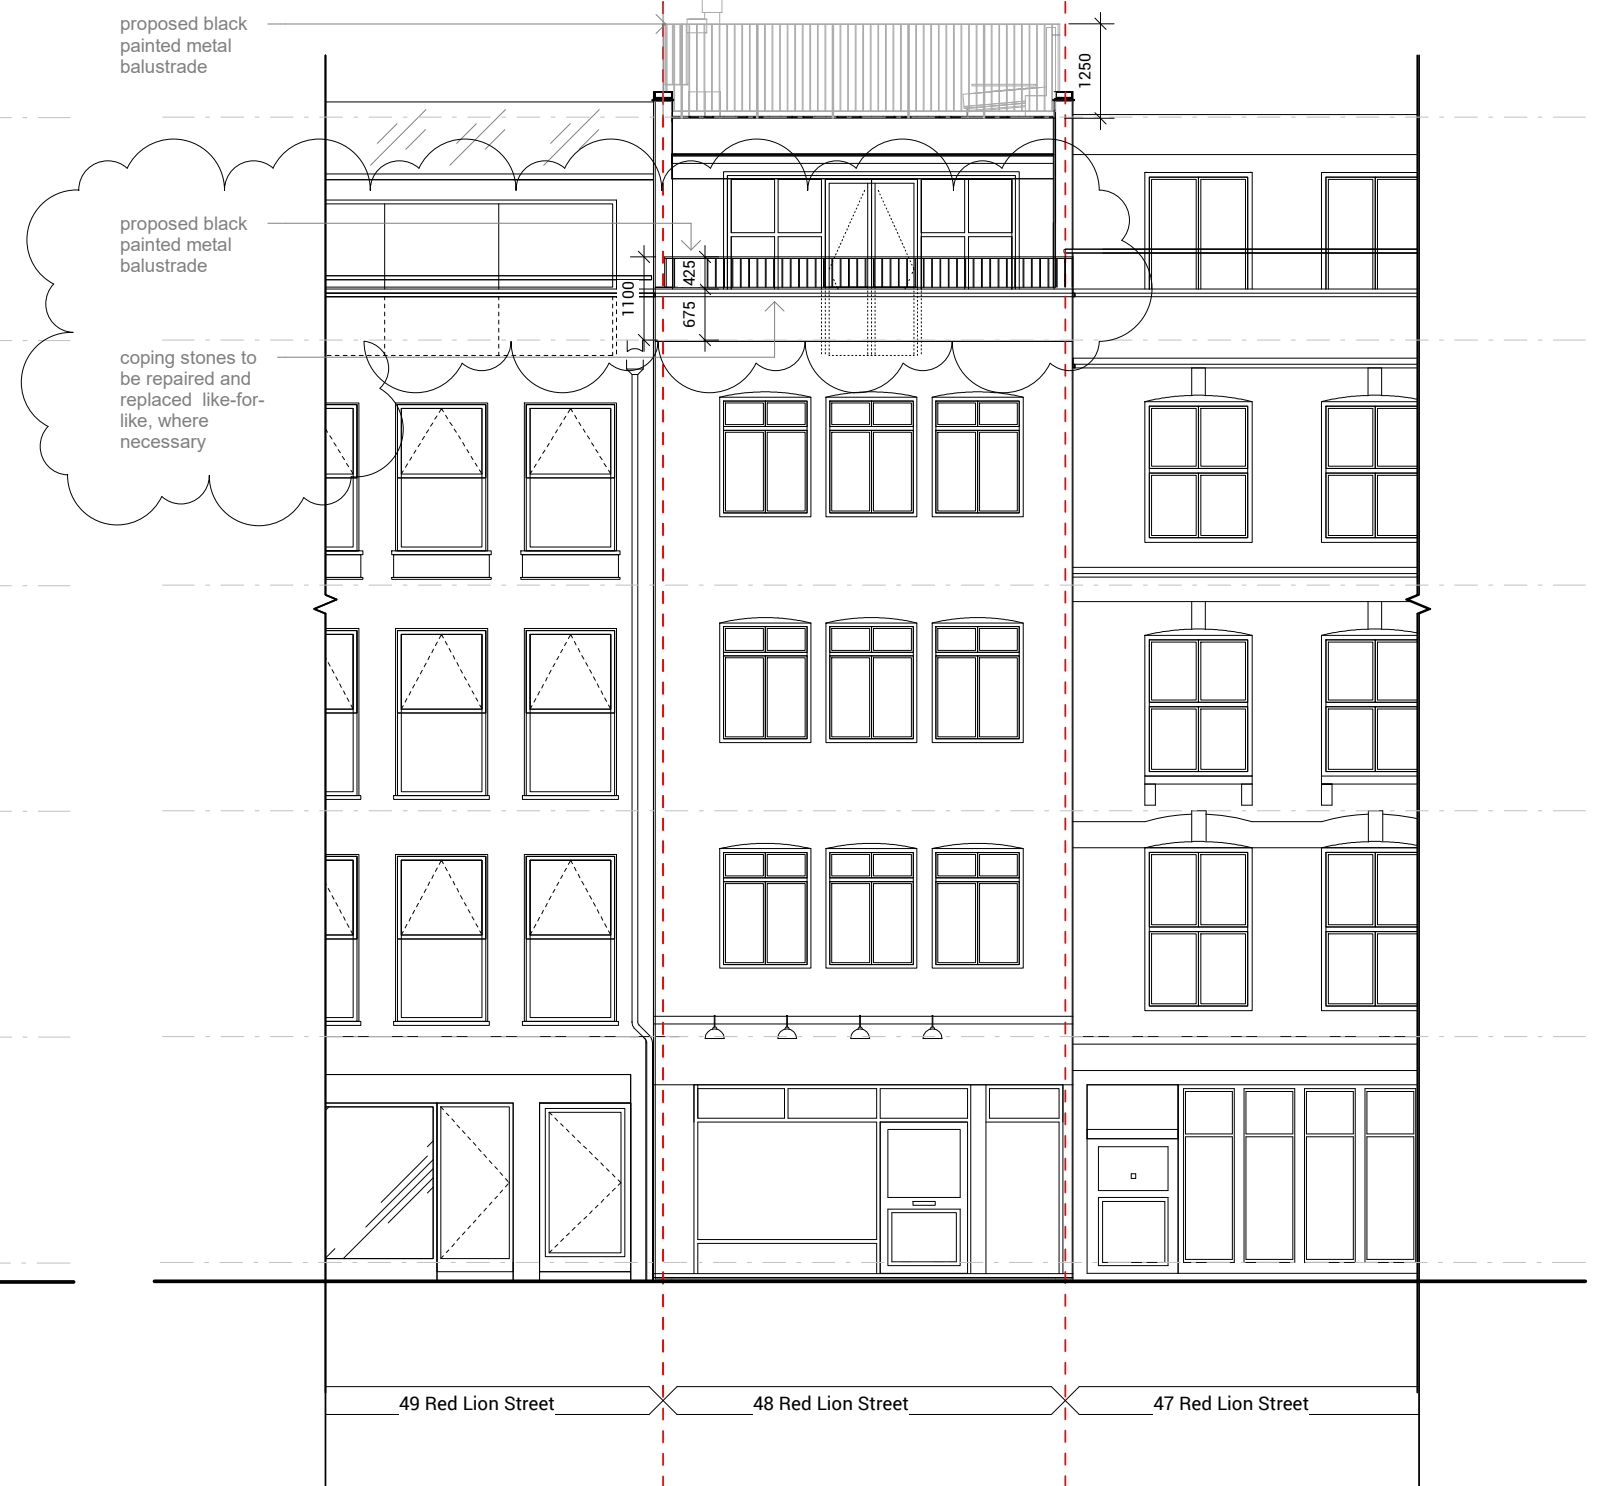 proposed black
painted metal
balustrade
1250
proposed black
painted metal
balustrade
425
1100
675
coping stones to
be repaired and
replaced  like-for-
like, where
necessary
49 Red Lion Street
48 Red Lion Street
47 Red Lion Street